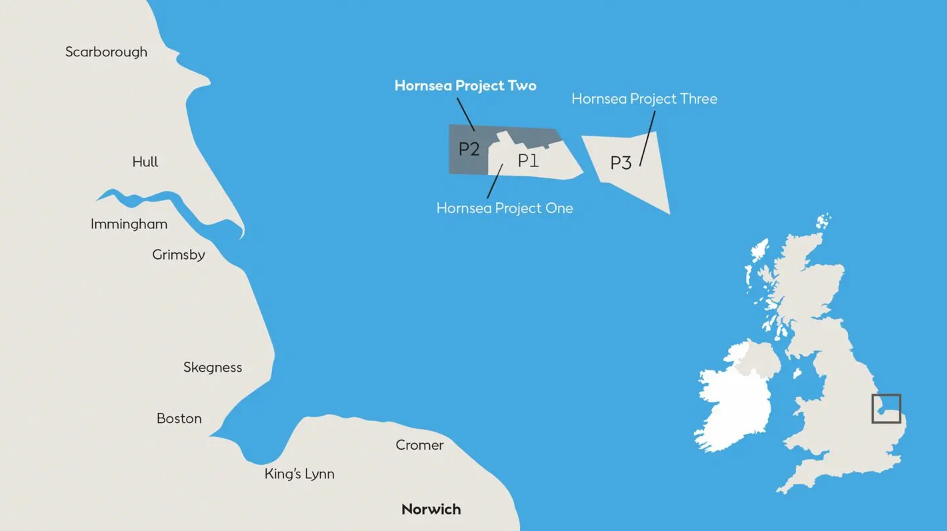 Scarborough
Hornsea Project Two
Hornsea Project Three
P2
P1
P3
Hull
Hornsea Project One
Immingham
Grimsby
Skegness
Boston
Cromer
King's Lynn
Norwich